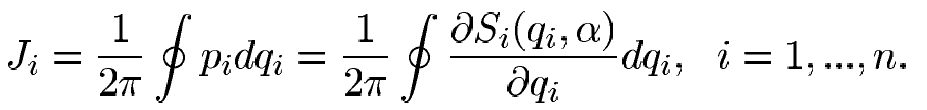 J_i = \frac{1}{2\pi} \oint p_i dq_i = \frac{1}{2\pi} \oint \frac{\partial S_i(q_i, \alpha)}{\partial q_i} dq_i, \quad i = 1, ..., n.